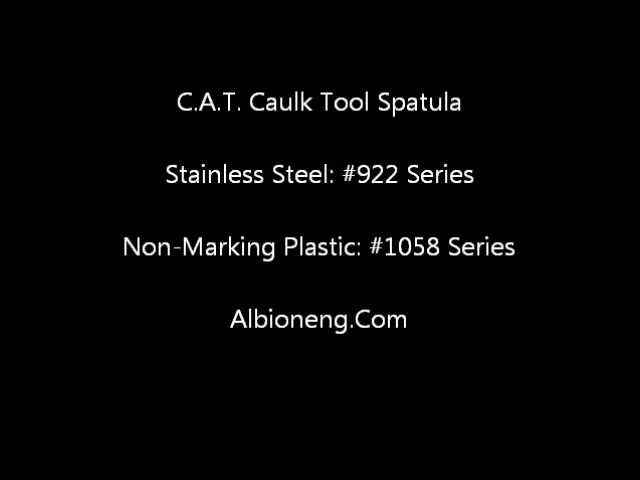 C.A.T. Caulk Tool Spatula
Stainless Steel: #922 Series
Non-Marking Plastic: #1058 Series
Albioneng.Com